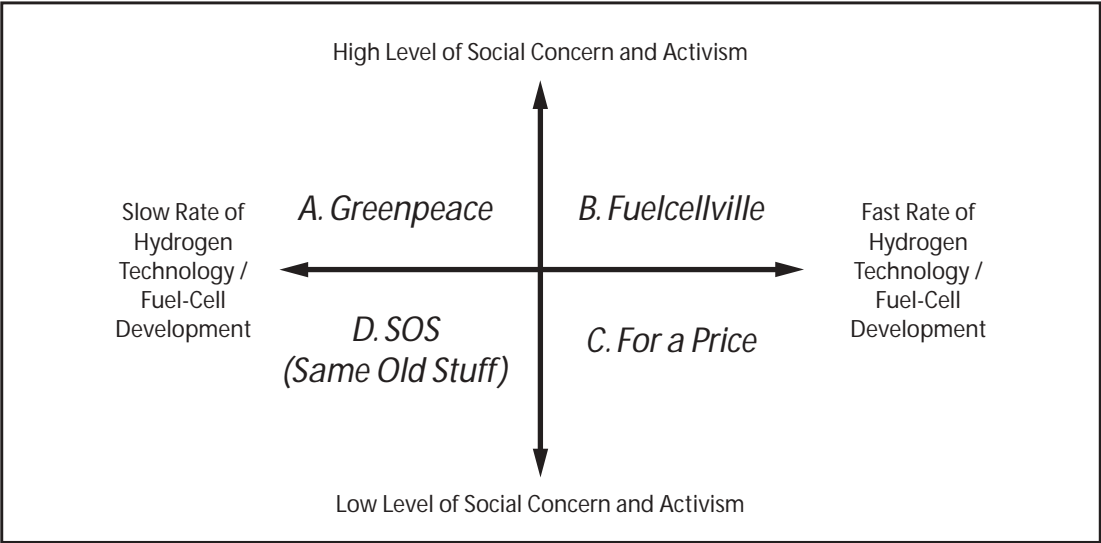 High Level of Social Concern and Activism
Slow Rate of
Hydrogen
Technology /
Fuel-Cell
Development
A. Greenpeace
B. Fuelcellville
Fast Rate of
Hydrogen
Technology /
Fuel-Cell
Development
D. SOS
(Same Old Stuff)
C. For a Price
Low Level of Social Concern and Activism